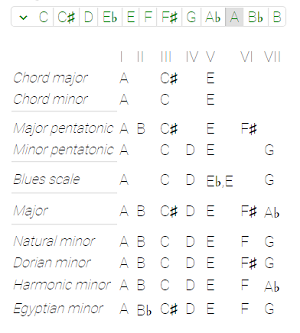 C C♯ D E♭ E F F♯ G A♭ A B♭ B
I II III IV V VI VII
Chord major A C♯ E
Chord minor A C E
Major pentatonic A B C♯ E F♯
Minor pentatonic A C D E G
Blues scale A C D E♭,E G
Major A B C♯ D E F♯ A♭
Natural minor A B C D E F G
Dorian minor A B C D E F♯ G
Harmonic minor A B C D E F A♭
Egyptian minor A B♭ C♯ D E F G